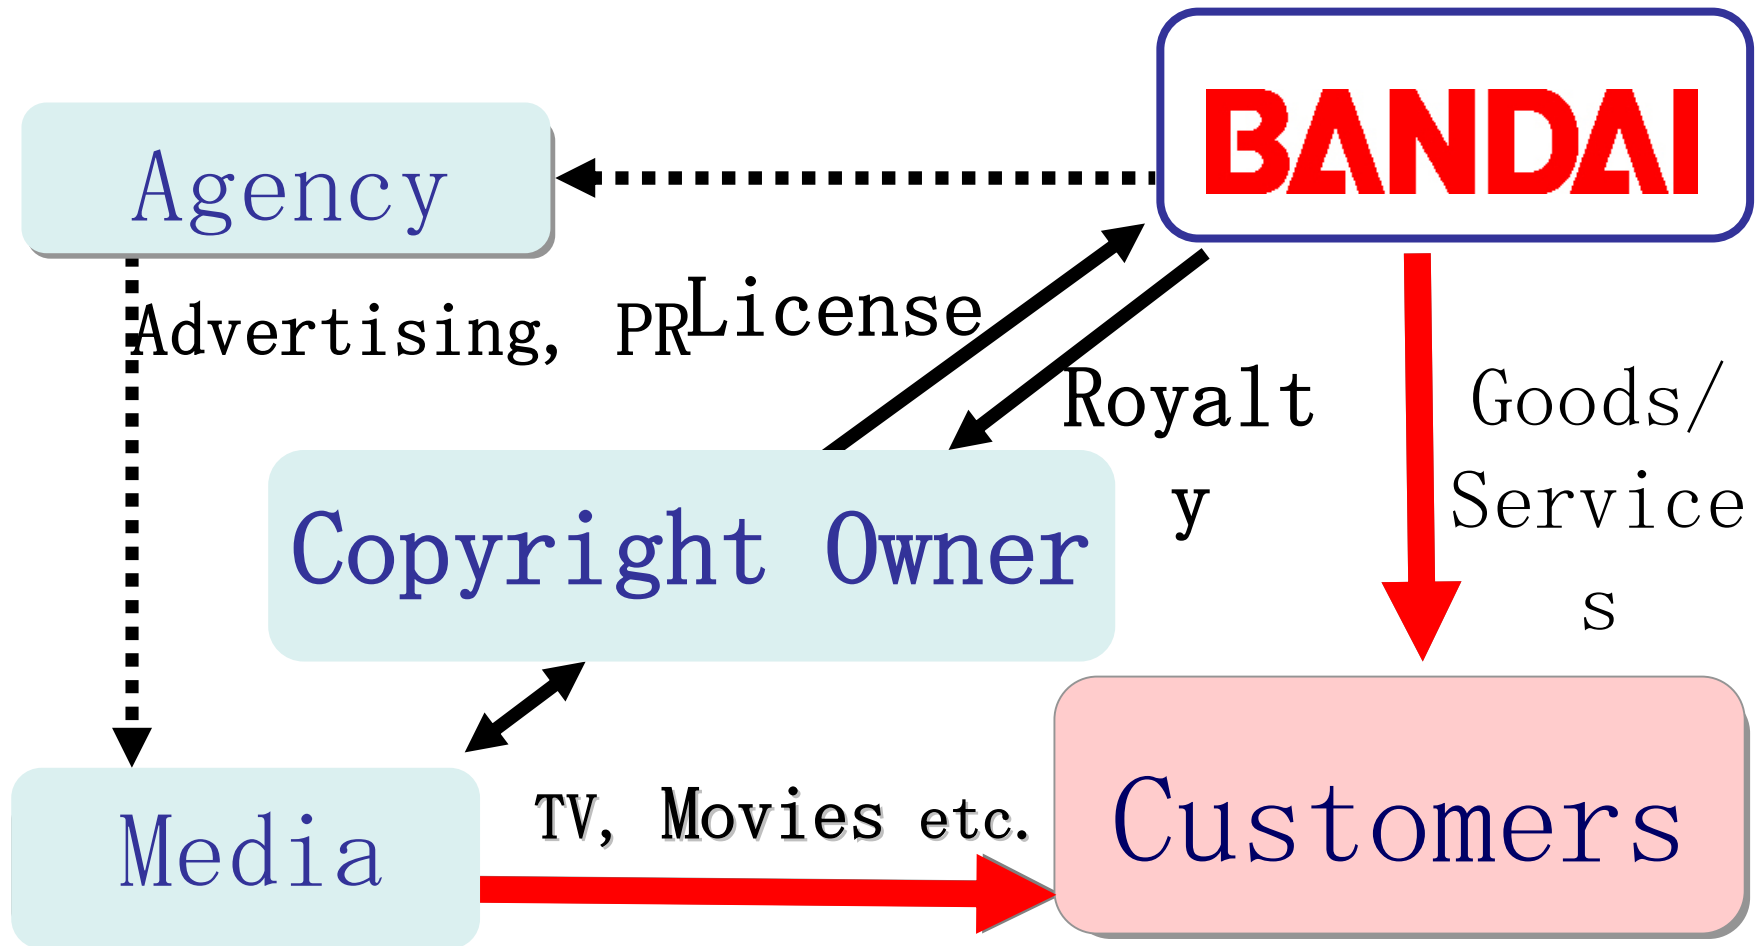 BANDAI
Agency
Advertising, PR
License
Royalt
y
Goods/
Service
s
Copyright Owner
TV, Movies etc.
Media
Customers